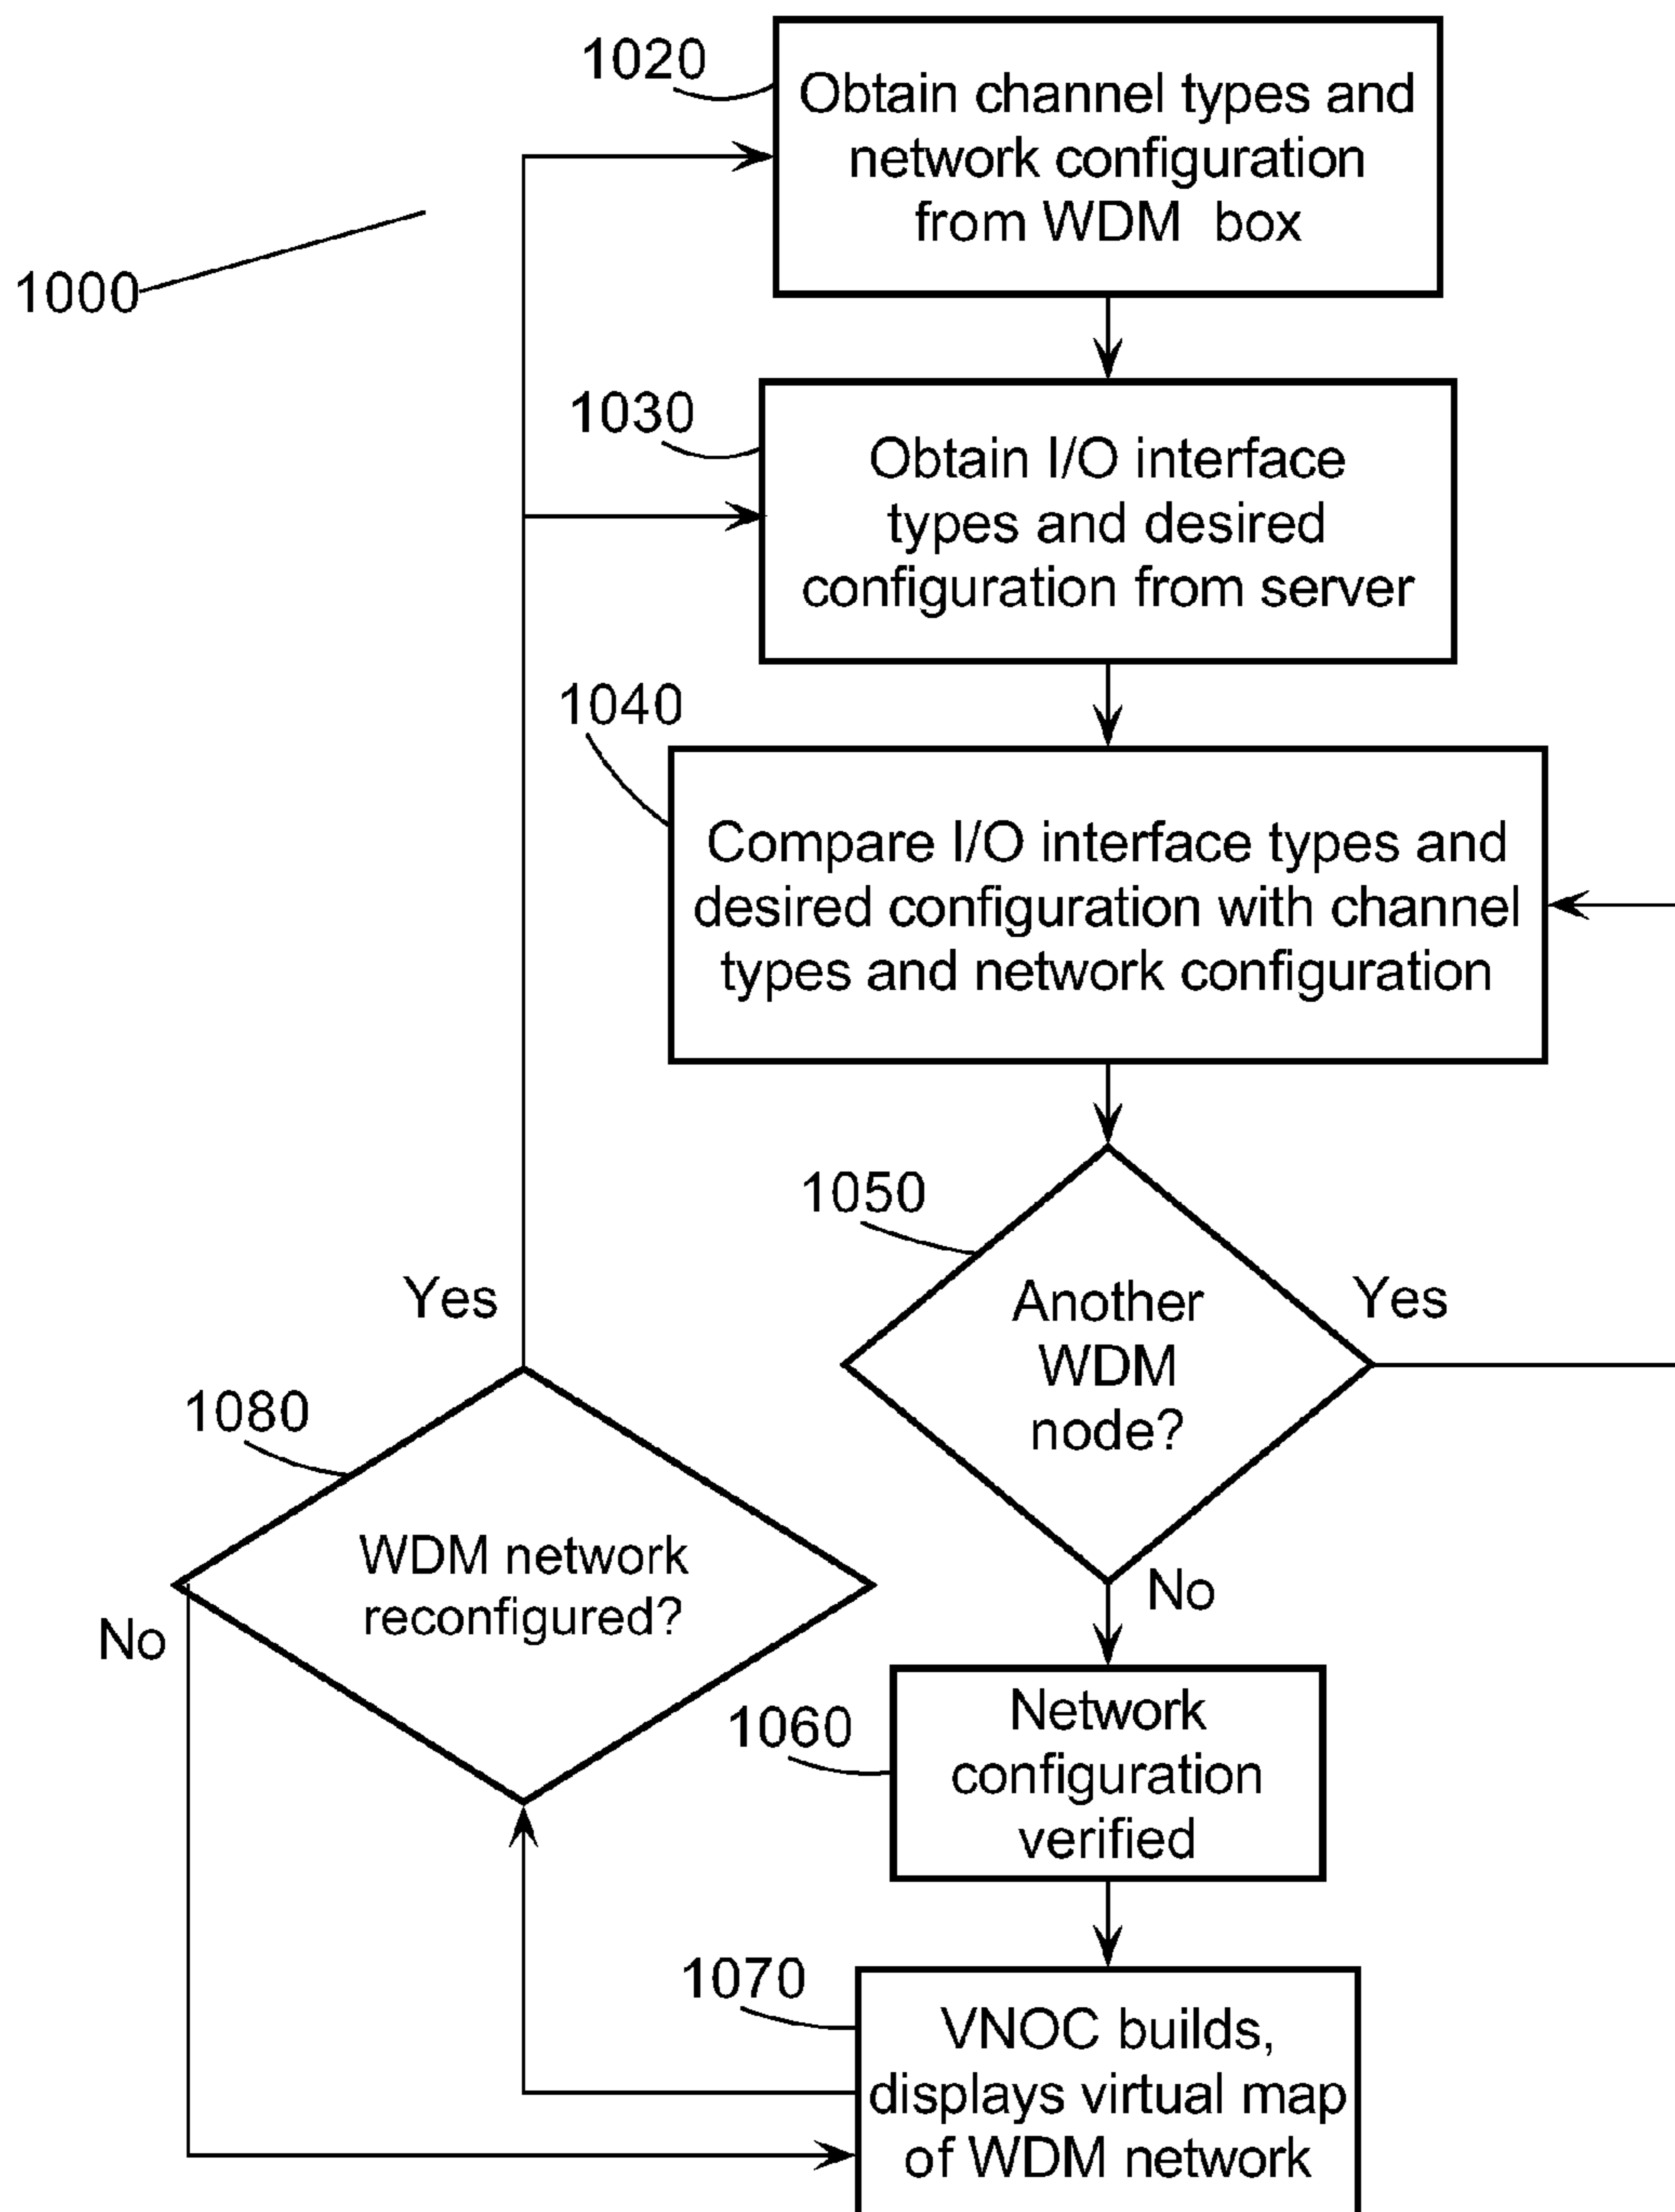 1020
Obtain channel types and
network configuration
from WDM box
1000
1030
Obtain I/O interface
types and desired
configuration from server
1040
Compare I/O interface types and
desired configuration with channel
types and network configuration
1050
Another
WDM
node?
Yes
Yes
1080
WDM network
reconfigured?
No
No
1060
Network
configuration
verified
1070
VNOC builds,
displays virtual map
of WDM network